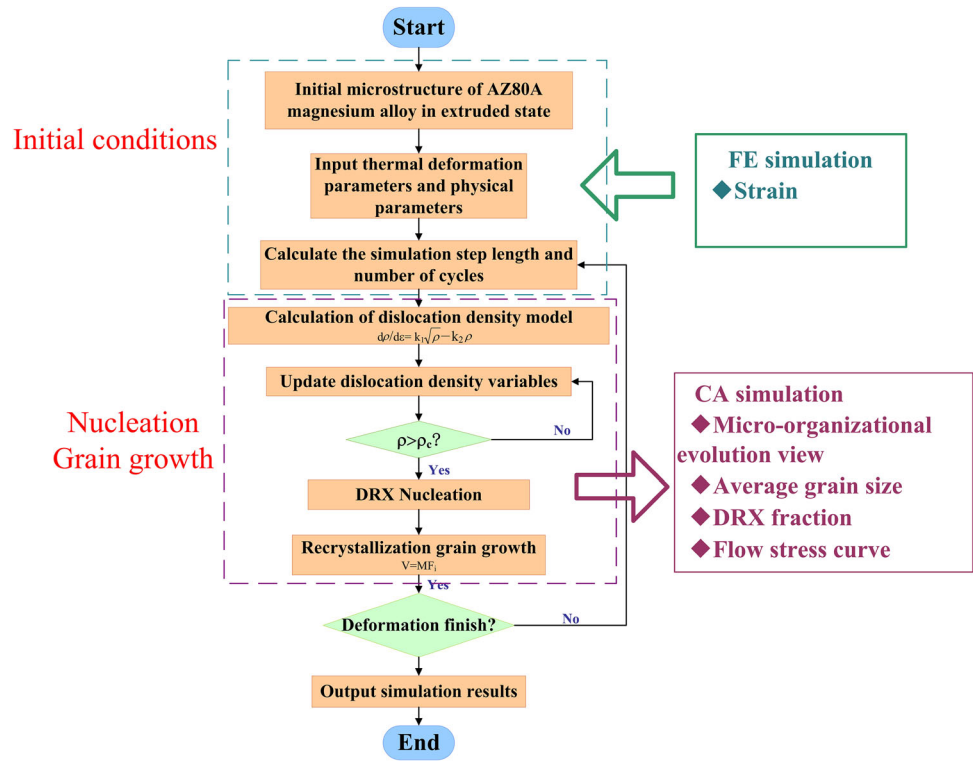 Start
Initial microstructure of AZ80A
magnesium alloy in extruded state
Initial conditions
Input thermal deformation
parameters and physical
parameters
FE simulation
◆Strain
Calculate the simulation step length and
number of cycles
Calculation of dislocation density model
dρ/dε= k₁√ρ−k₂ρ
Update dislocation density variables
Nucleation
Grain growth
ρ>ρc?
No
Yes
DRX Nucleation
Recrystallization grain growth
V=MFᵢ
CA simulation
◆Micro-organizational
evolution view
◆Average grain size
◆DRX fraction
◆Flow stress curve
Yes
Deformation finish?
No
Output simulation results
End